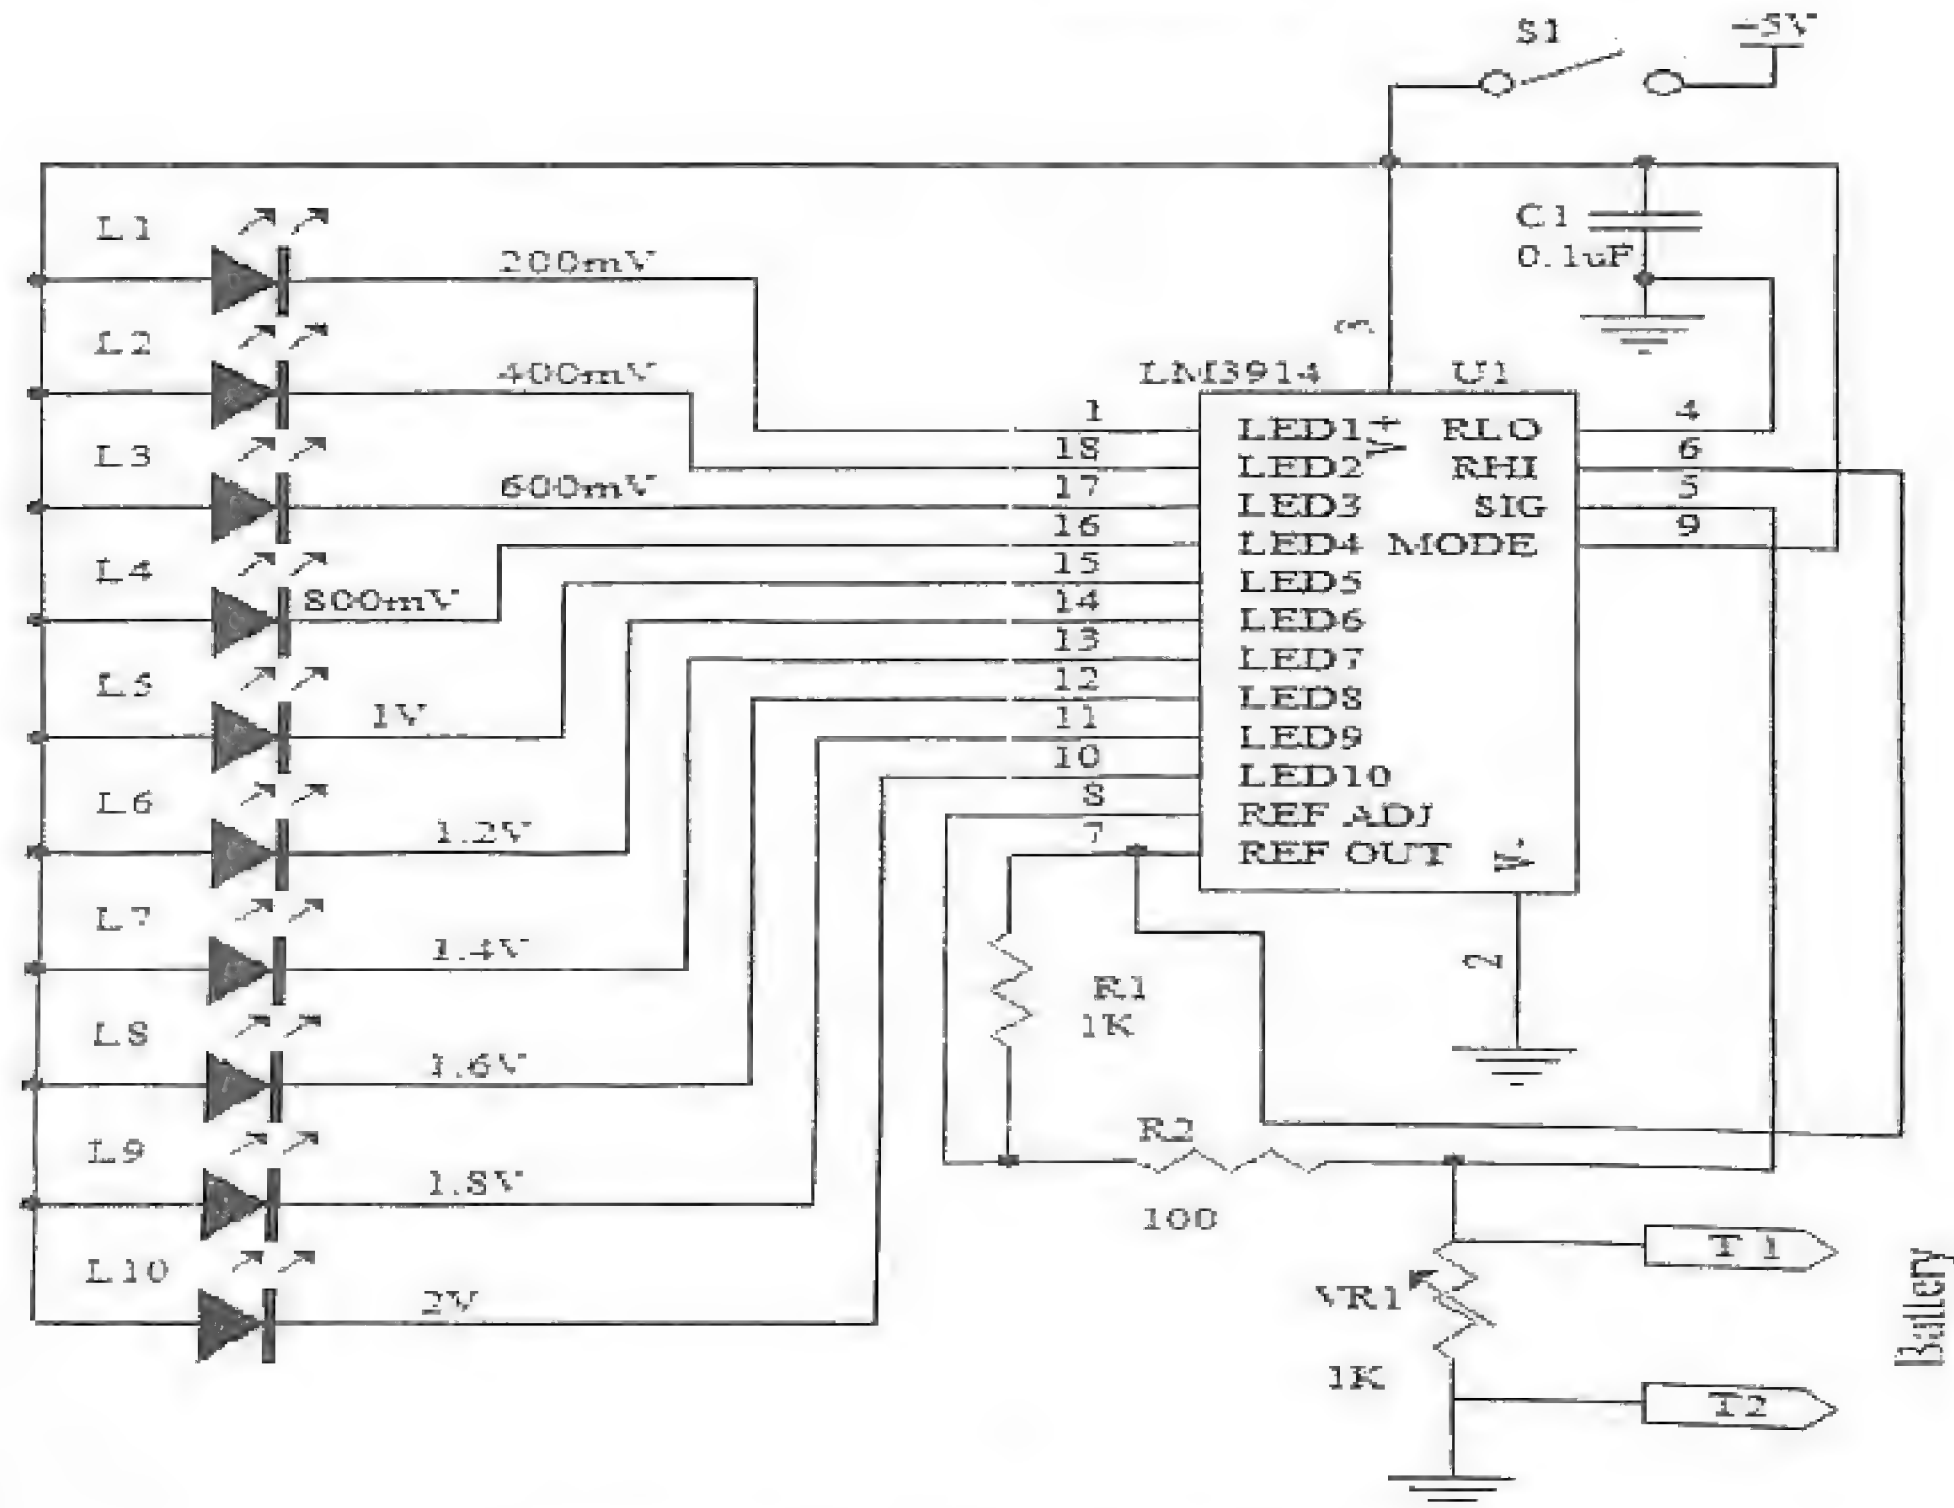 S1
L1
200mV
C1
0.1uF
L2
400mV
3
LM3914
U1
L3
600mV
1
LED1
V+
RLO
4
18
LED2
RHI
6
17
LED3
SIG
5
16
LED4
MODE
9
L4
800mV
15
LED5
14
LED6
13
LED7
12
LED8
11
LED9
10
LED10
8
REF ADJ
7
REF OUT
V-
L5
1V
L6
1.2V
L7
1.4V
2
R1
1K
L8
1.6V
L9
1.8V
R2
100
L10
2V
T1
VR1
1K
T2
Battery